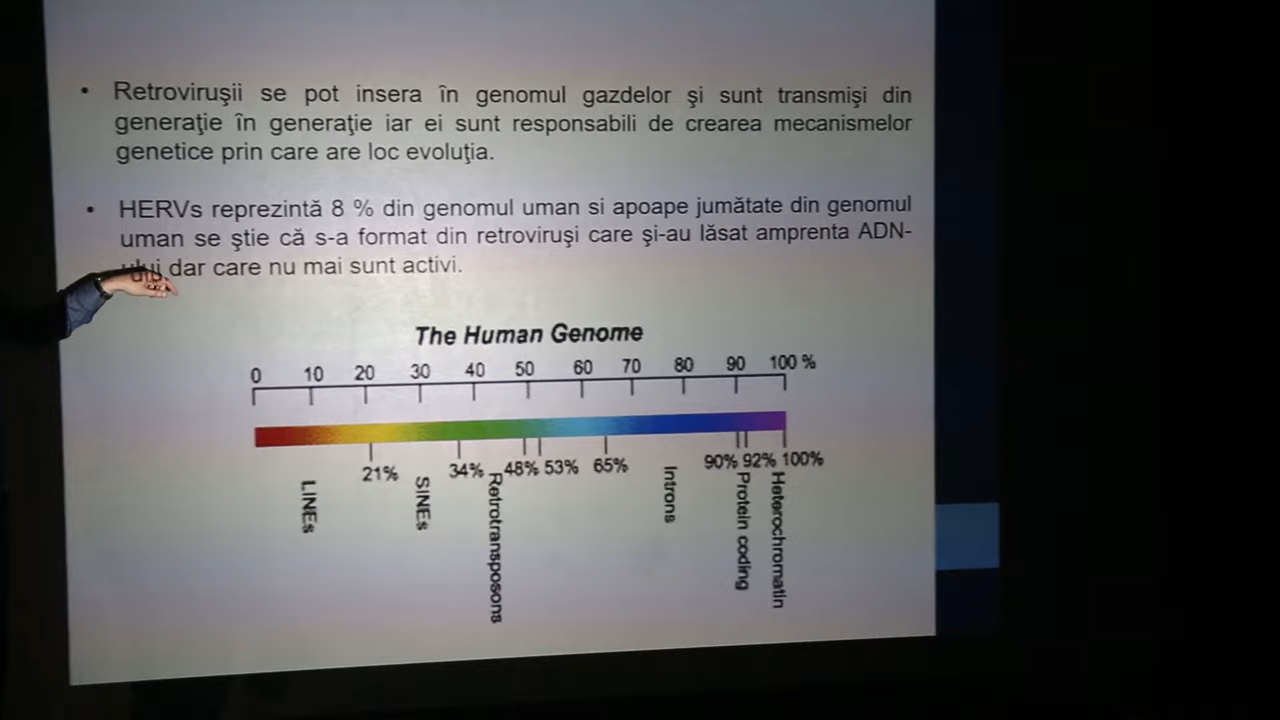 • Retroviruşii se pot insera în genomul gazdelor şi sunt transmişi din
generaţie în generaţie iar ei sunt responsabili de crearea mecanismelor
genetice prin care are loc evoluţia.
• HERVs reprezintă 8 % din genomul uman si apoape jumătate din genomul
uman se ştie că s-a format din retroviruşi care şi-au lăsat amprenta ADN-
ului dar care nu mai sunt activi.
The Human Genome
0 10 20 30 40 50 60 70 80 90 100 %
21% 34% 48% 53% 65% 90% 92% 100%
LINEs
SINEs
Retrotransposons
Introns
Protein coding
Heterochromatin